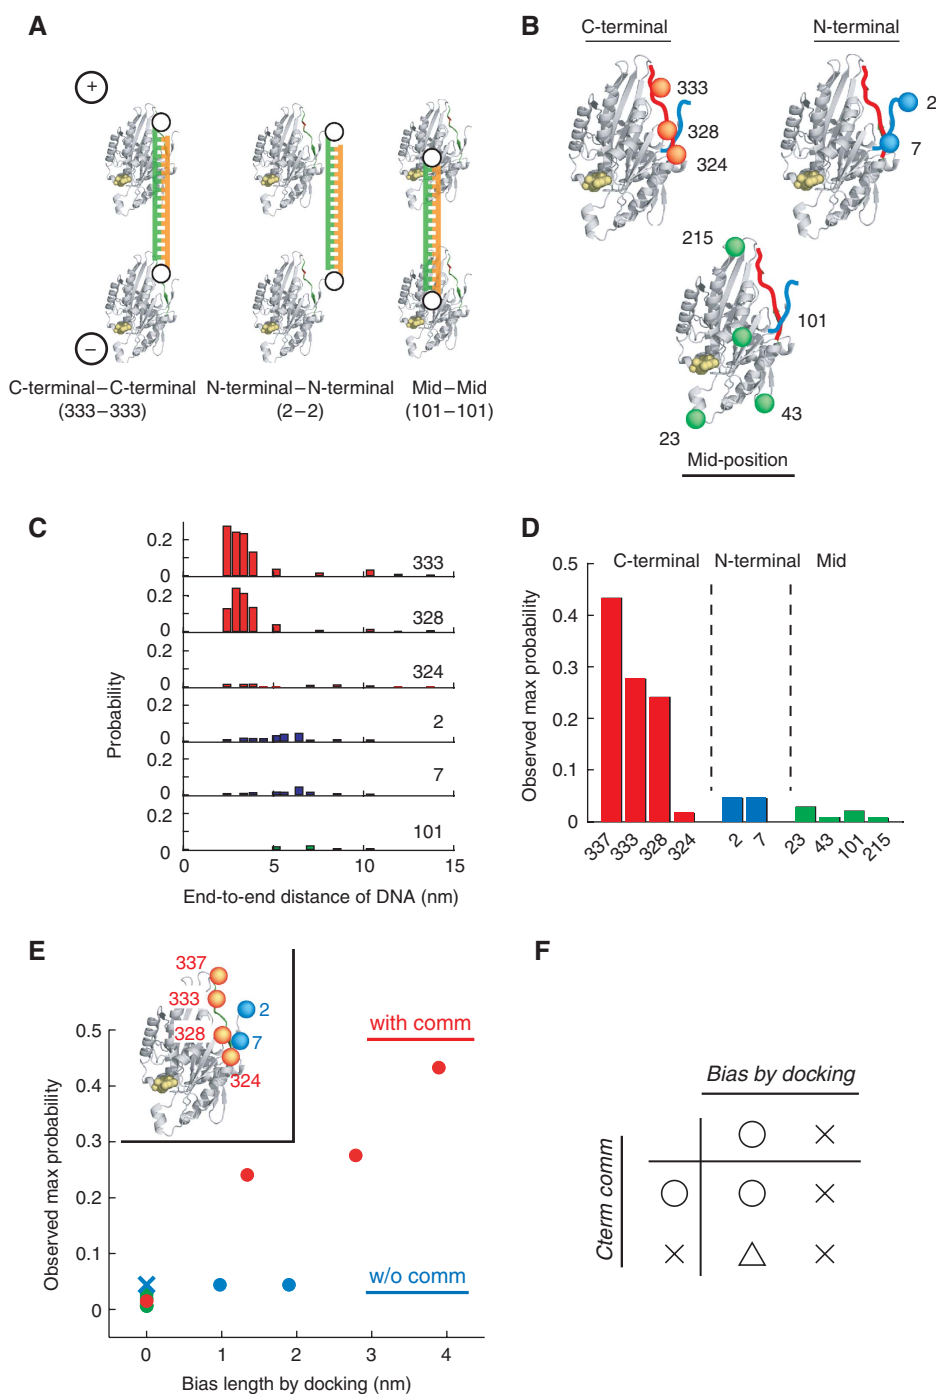 A
+
−
C-terminal–C-terminal
(333–333)
N-terminal–N-terminal
(2–2)
Mid–Mid
(101–101)
B
C-terminal
333
328
324
N-terminal
2
7
215
101
43
23
Mid-position
C
Probability
0.2
0
333
0.2
0
328
0.2
0
324
0.2
0
2
0.2
0
7
0.2
0
101
0 5 10 15
End-to-end distance of DNA (nm)
D
Observed max probability
0.5
0.4
0.3
0.2
0.1
0
C-terminal N-terminal Mid
337 333 328 324 2 7 23 43 101 215
E
337
333
328
324
2
7
Observed max probability
0.5
0.4
0.3
0.2
0.1
0
with comm
w/o comm
0 1 2 3 4
Bias length by docking (nm)
F
Bias by docking
Cterm comm